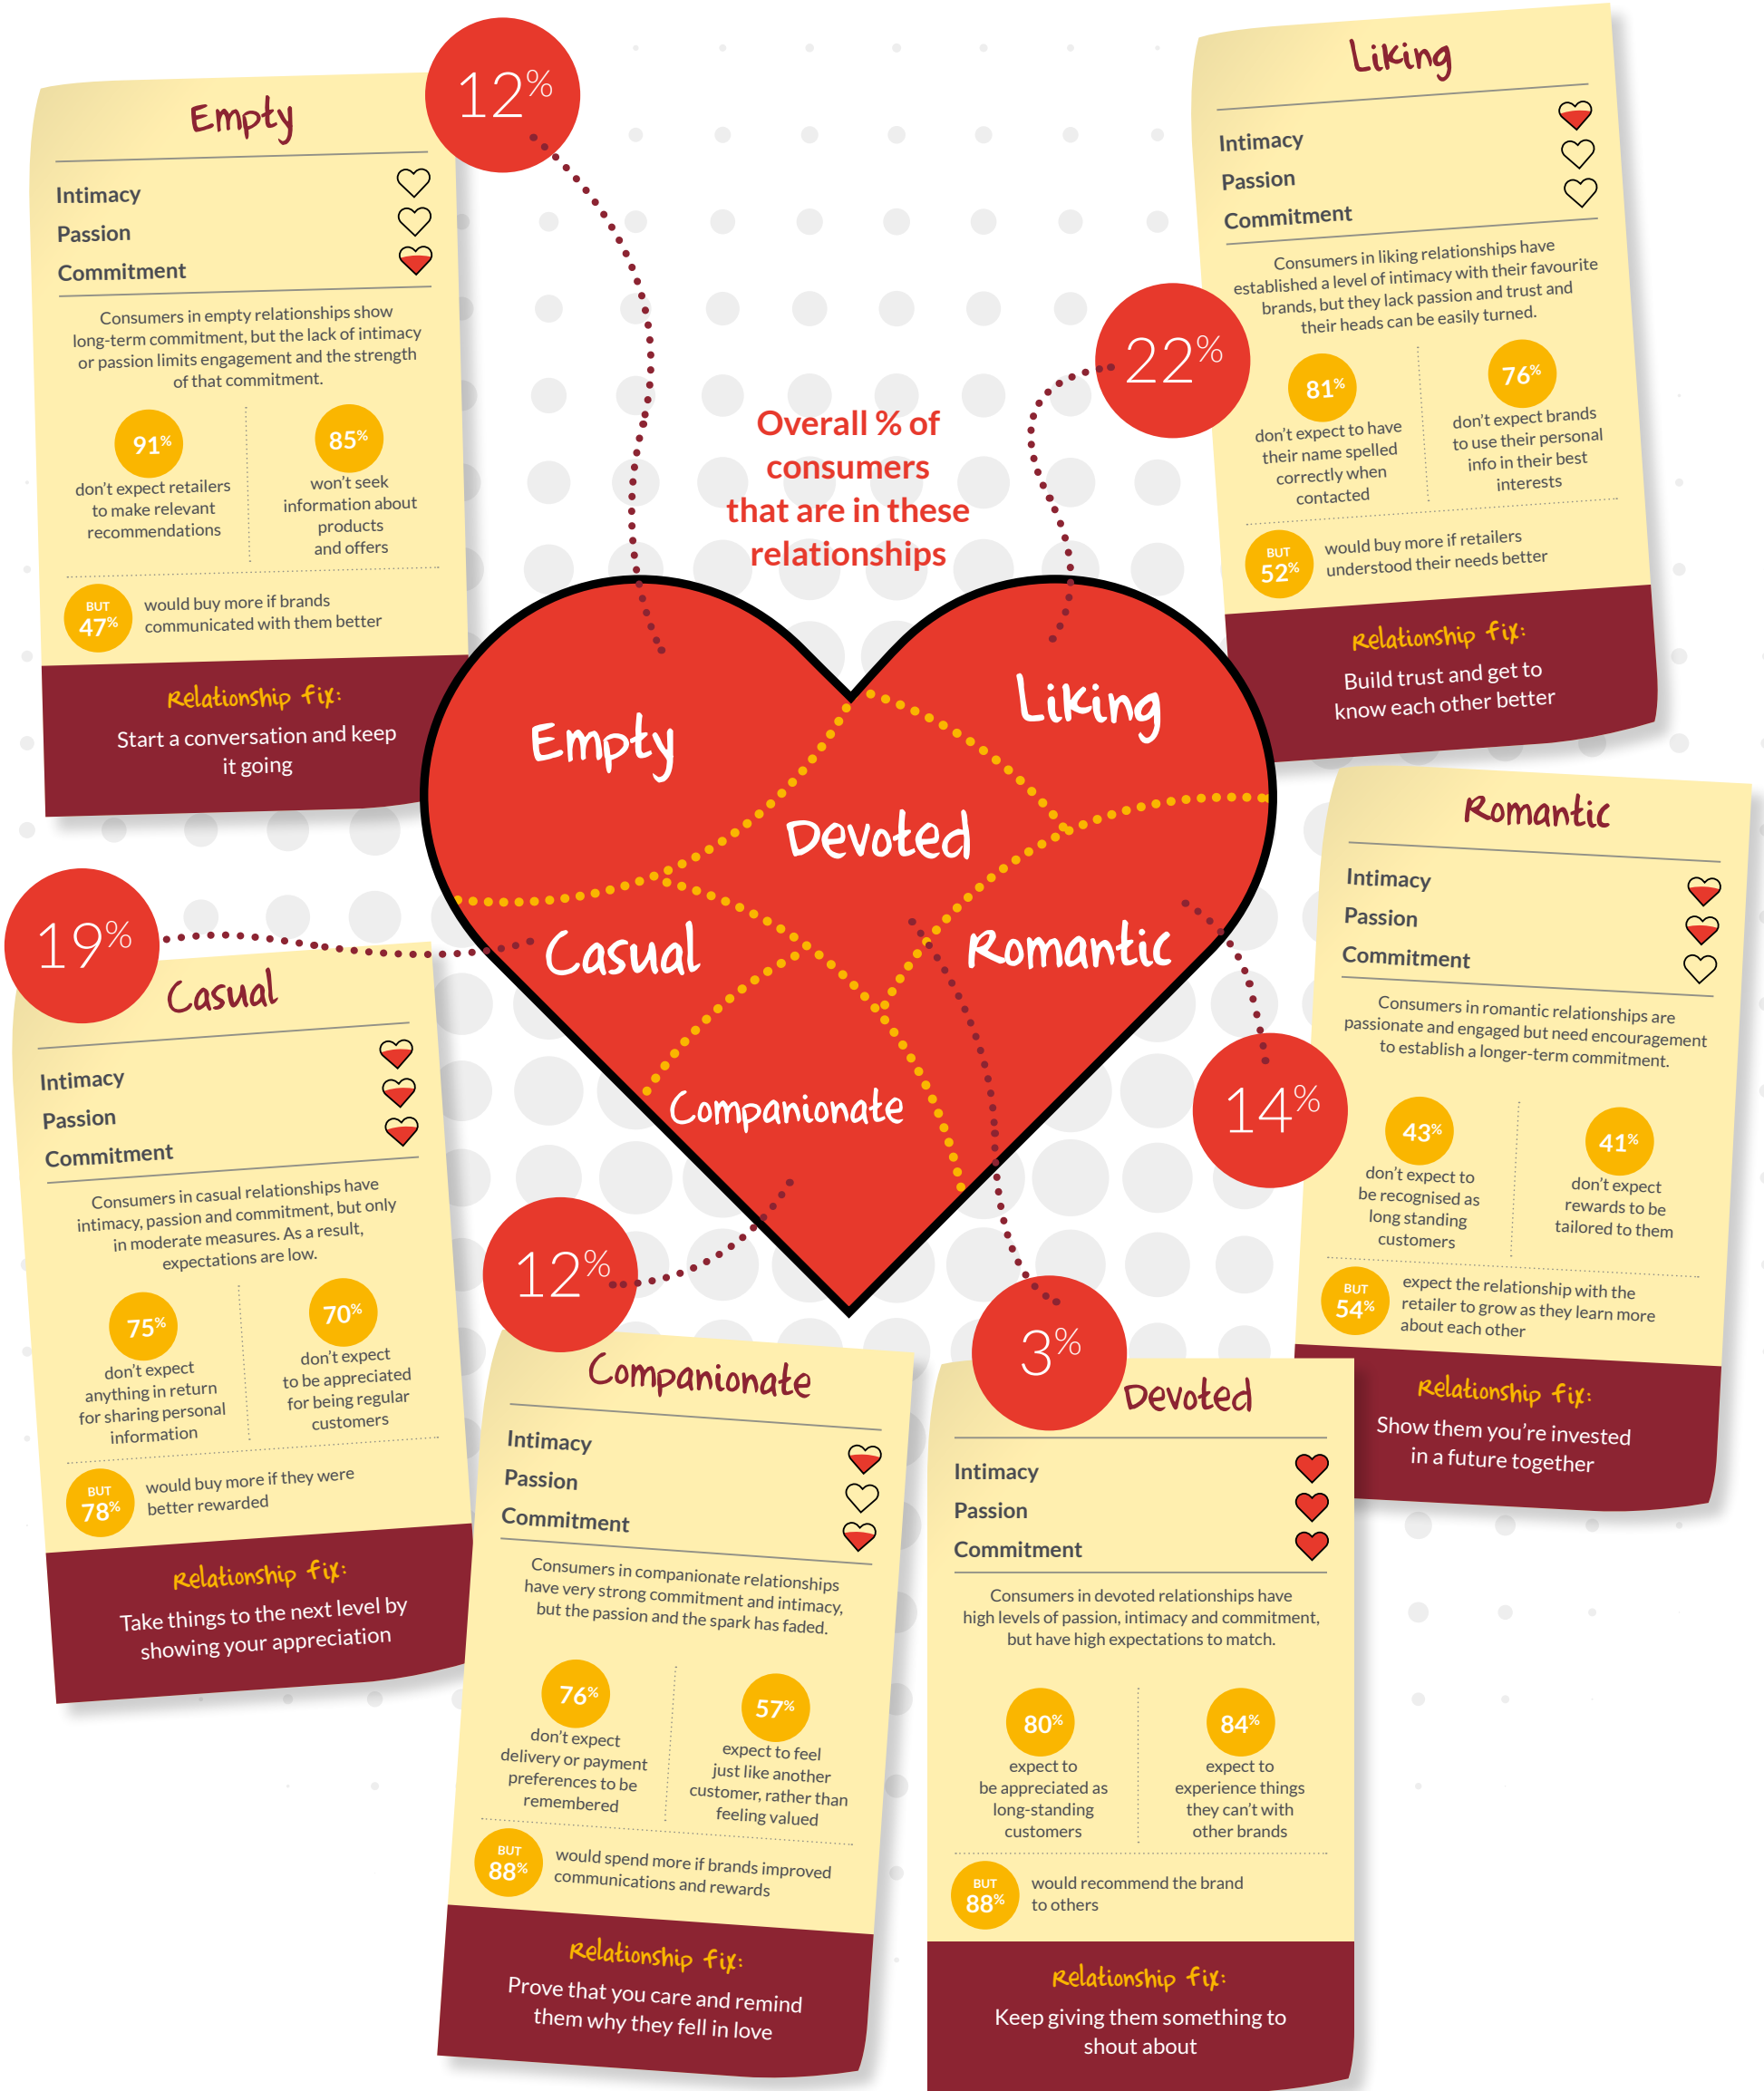 12%
Empty
Intimacy
Passion
Commitment
Consumers in empty relationships show
long-term commitment, but the lack of intimacy
or passion limits engagement and the strength
of that commitment.
91%
don't expect retailers
to make relevant
recommendations
85%
won't seek
information about
products
and offers
BUT
47%
would buy more if brands
communicated with them better
Relationship fix:
Start a conversation and keep
it going
Liking
Intimacy
Passion
Commitment
22%
Consumers in liking relationships have
established a level of intimacy with their favourite
brands, but they lack passion and trust and
their heads can be easily turned.
81%
don't expect to have
their name spelled
correctly when
contacted
76%
don't expect brands
to use their personal
info in their best
interests
BUT
52%
would buy more if retailers
understood their needs better
Relationship fix:
Build trust and get to
know each other better
Overall % of
consumers
that are in these
relationships
Empty
Liking
Devoted
Casual
Romantic
Companionate
19%
Casual
Intimacy
Passion
Commitment
Consumers in casual relationships have
intimacy, passion and commitment, but only
in moderate measures. As a result,
expectations are low.
75%
don't expect
anything in return
for sharing personal
information
70%
don't expect
to be appreciated
for being regular
customers
BUT
78%
would buy more if they were
better rewarded
Relationship fix:
Take things to the next level by
showing your appreciation
Romantic
Intimacy
Passion
Commitment
Consumers in romantic relationships are
passionate and engaged but need encouragement
to establish a longer-term commitment.
14%
43%
don't expect to
be recognised as
long standing
customers
41%
don't expect
rewards to be
tailored to them
BUT
54%
expect the relationship with the
retailer to grow as they learn more
about each other
Relationship fix:
Show them you're invested
in a future together
12%
Companionate
Intimacy
Passion
Commitment
Consumers in companionate relationships
have very strong commitment and intimacy,
but the passion and the spark has faded.
76%
don't expect
delivery or payment
preferences to be
remembered
57%
expect to feel
just like another
customer, rather than
feeling valued
BUT
88%
would spend more if brands improved
communications and rewards
Relationship fix:
Prove that you care and remind
them why they fell in love
3%
Devoted
Intimacy
Passion
Commitment
Consumers in devoted relationships have
high levels of passion, intimacy and commitment,
but have high expectations to match.
80%
expect to
be appreciated as
long-standing
customers
84%
expect to
experience things
they can't with
other brands
BUT
88%
would recommend the brand
to others
Relationship fix:
Keep giving them something to
shout about